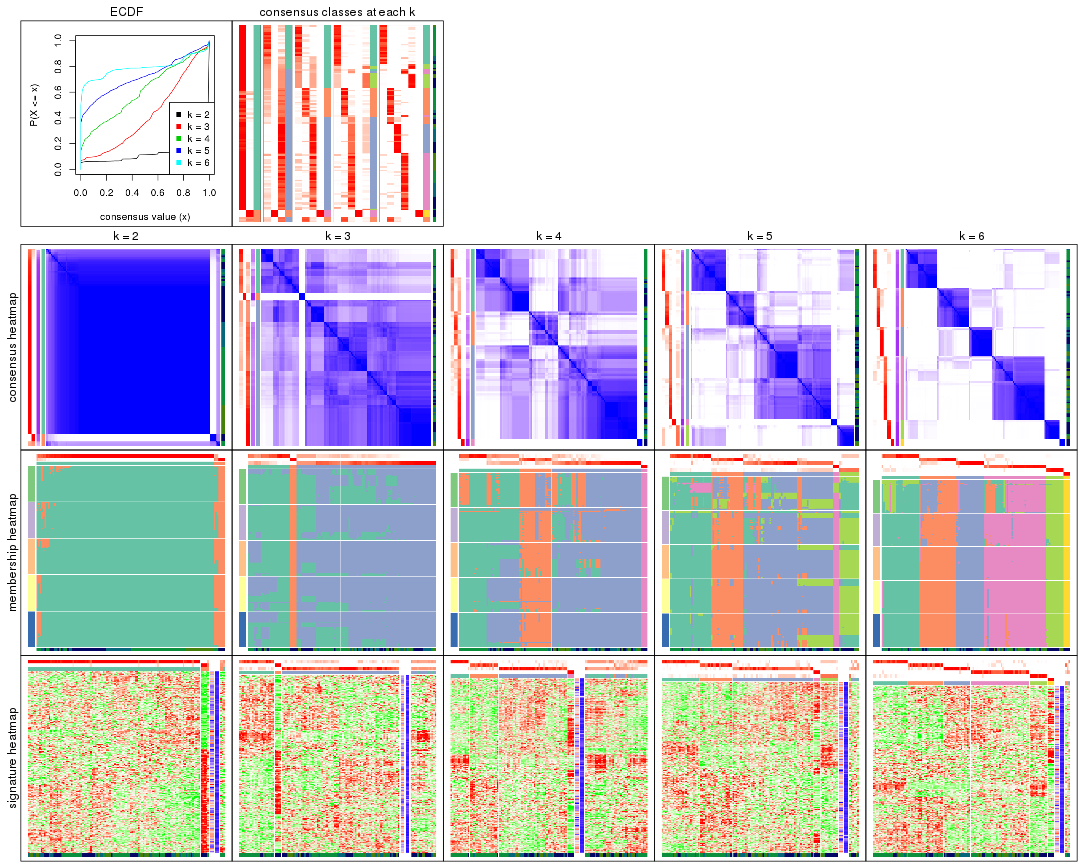 ECDF
consensus classes at each k
P(X <= x)
1.0
0.8
0.6
0.4
0.2
0.0
k = 2
k = 3
k = 4
k = 5
k = 6
0.0 0.2 0.4 0.6 0.8 1.0
consensus value (x)
k = 2
k = 3
k = 4
k = 5
k = 6
consensus heatmap
membership heatmap
signature heatmap